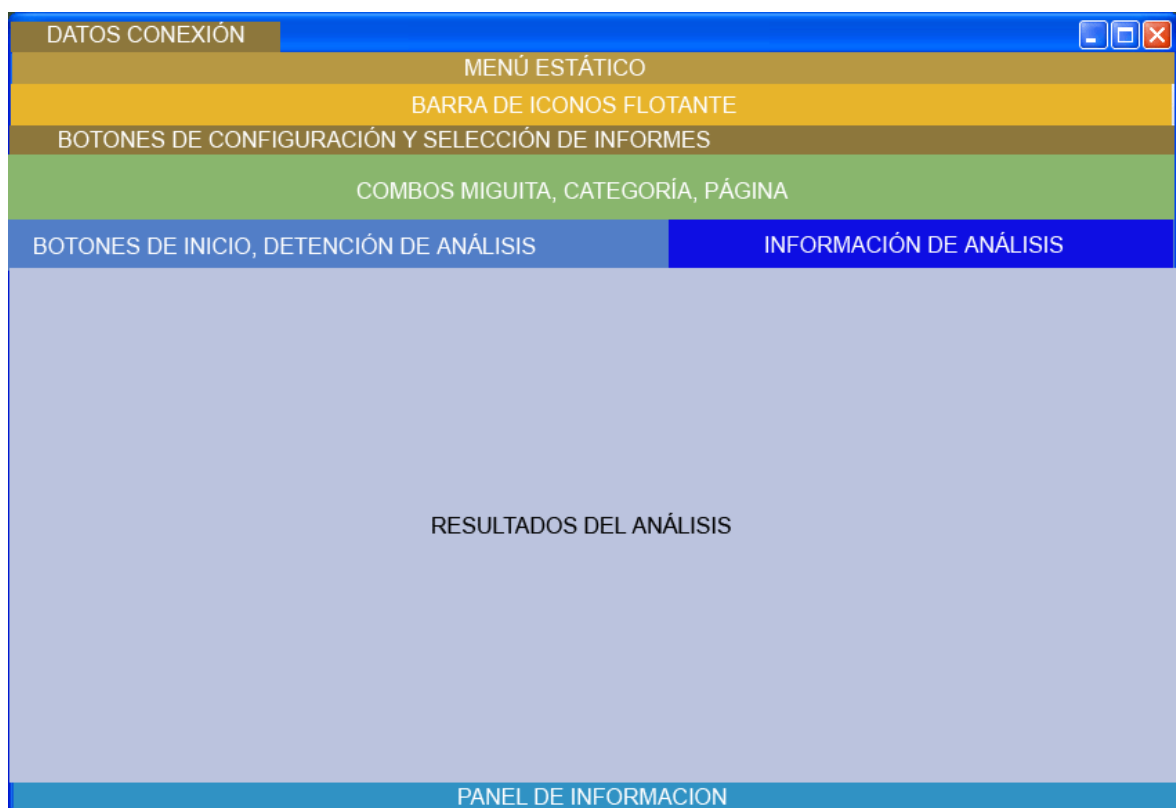 DATOS CONEXIÓN
MENÚ ESTÁTICO
BARRA DE ICONOS FLOTANTE
BOTONES DE CONFIGURACIÓN Y SELECCIÓN DE INFORMES
COMBOS MIGUITA, CATEGORÍA, PÁGINA
BOTONES DE INICIO, DETENCIÓN DE ANÁLISIS
INFORMACIÓN DE ANÁLISIS
RESULTADOS DEL ANÁLISIS
PANEL DE INFORMACION